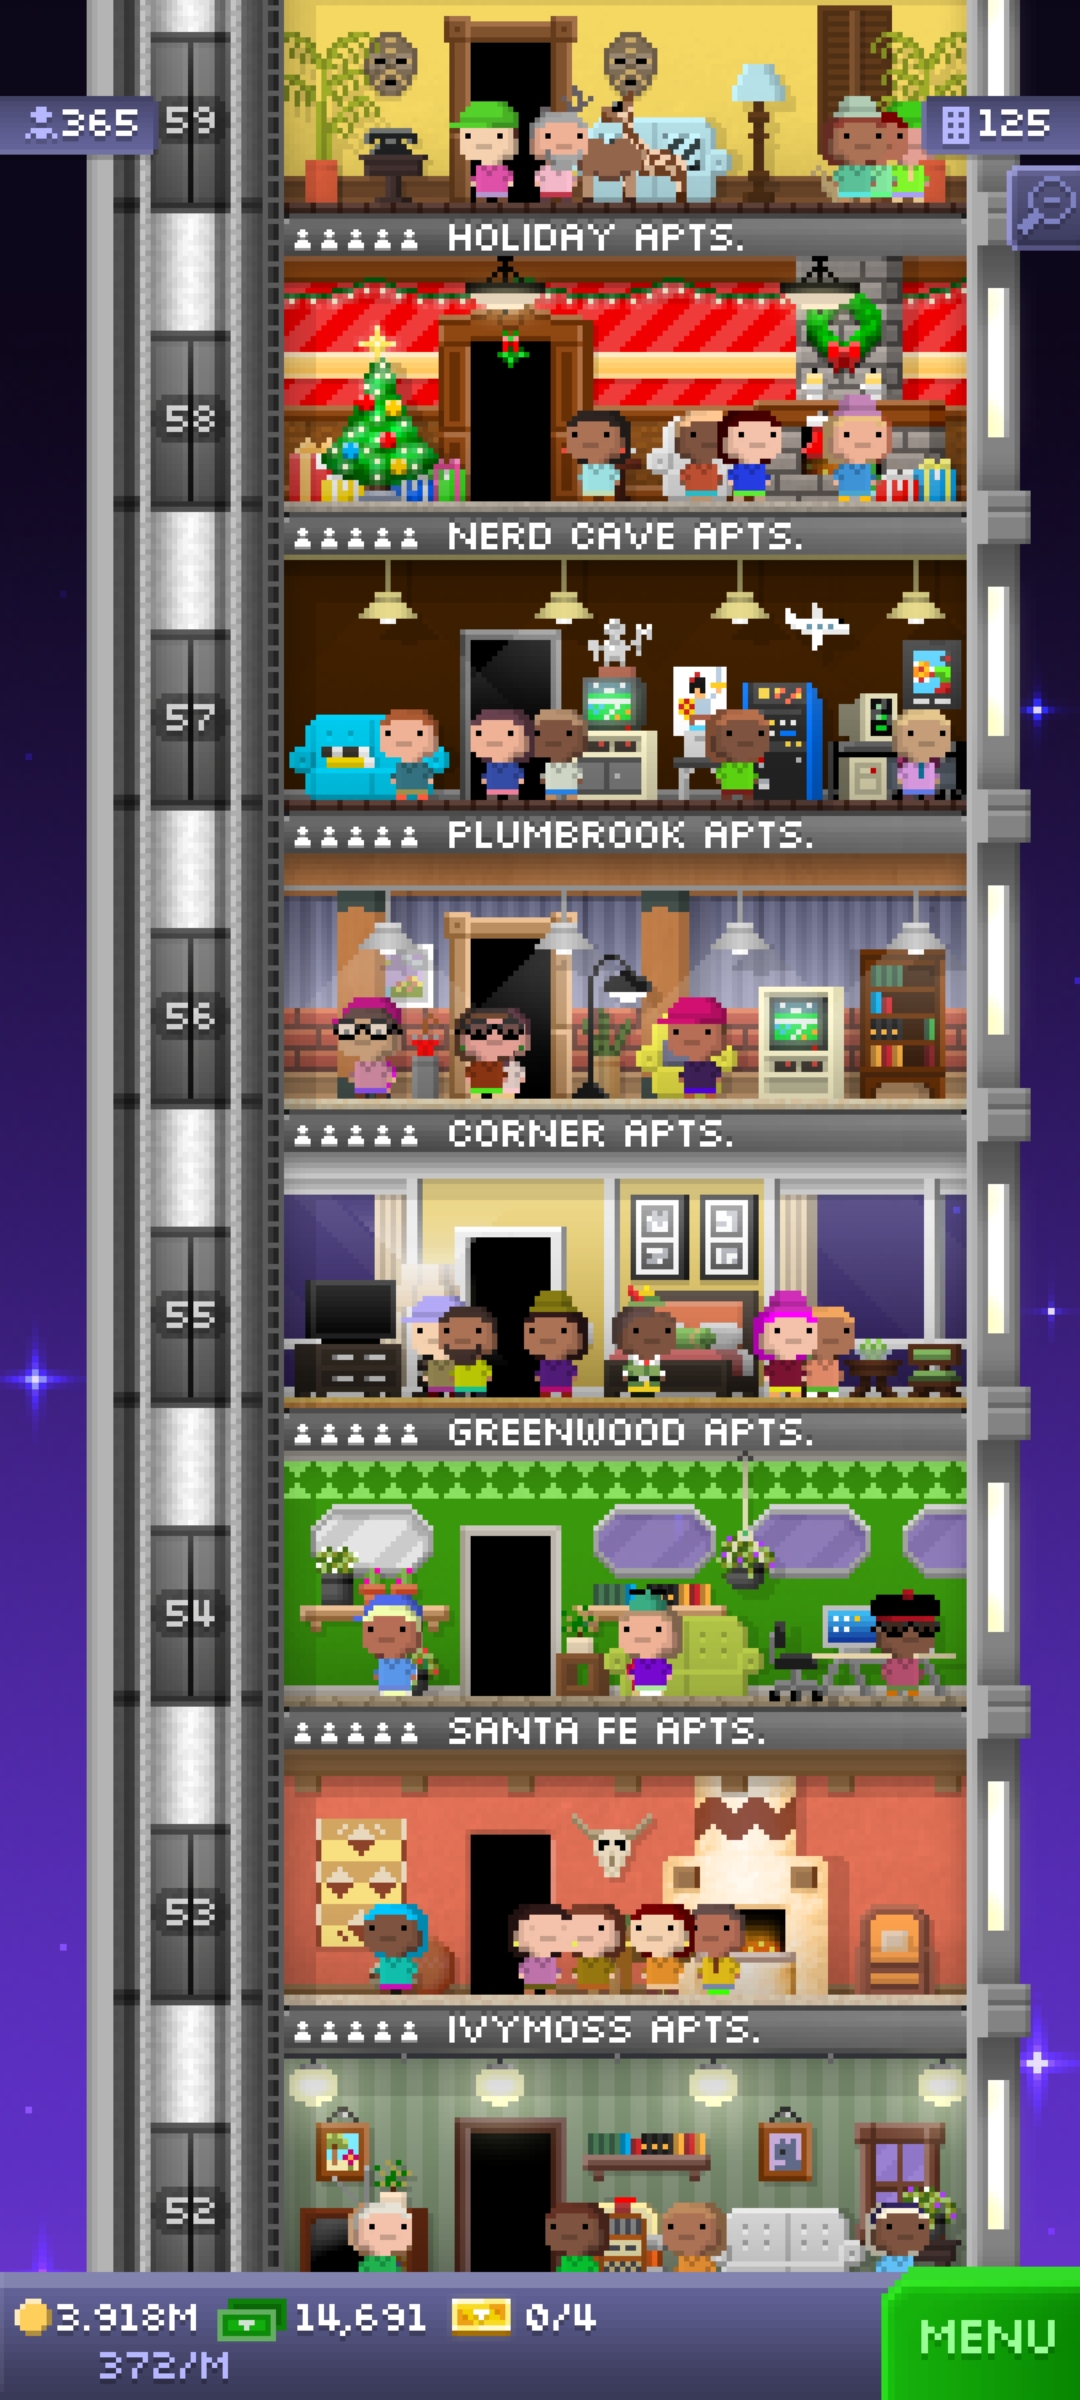 365
59
125
HOLIDAY APTS.
58
NERD CAVE APTS.
57
PLUMBROOK APTS.
56
CORNER APTS.
55
GREENWOOD APTS.
54
SANTA FE APTS.
53
IVYMOSS APTS.
52
3.918M 14,691 0/4
372/M
MENU